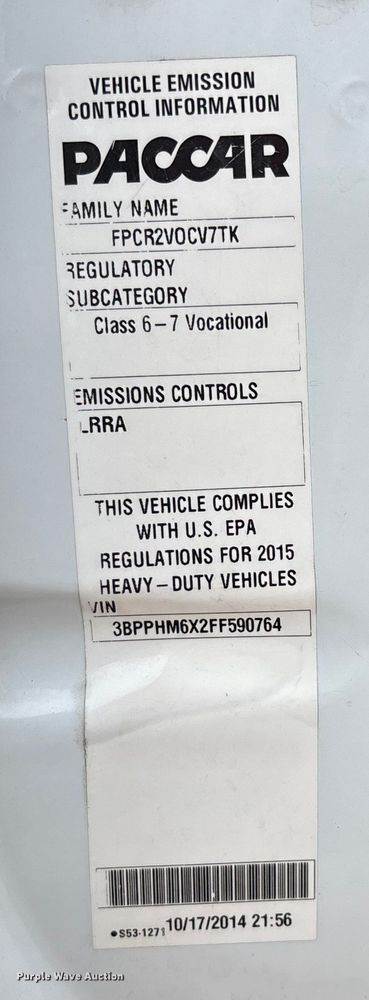 VEHICLE EMISSION
CONTROL INFORMATION
PACCAR
FAMILY NAME
FPCR2VOCV7TK
REGULATORY
SUBCATEGORY
Class 6-7 Vocational
EMISSIONS CONTROLS
LRRA
THIS VEHICLE COMPLIES
WITH U.S. EPA
REGULATIONS FOR 2015
HEAVY-DUTY VEHICLES
VIN
3BPPHM6X2FF590764
●S53-1271 10/17/2014 21:56
Purple Wave Auction